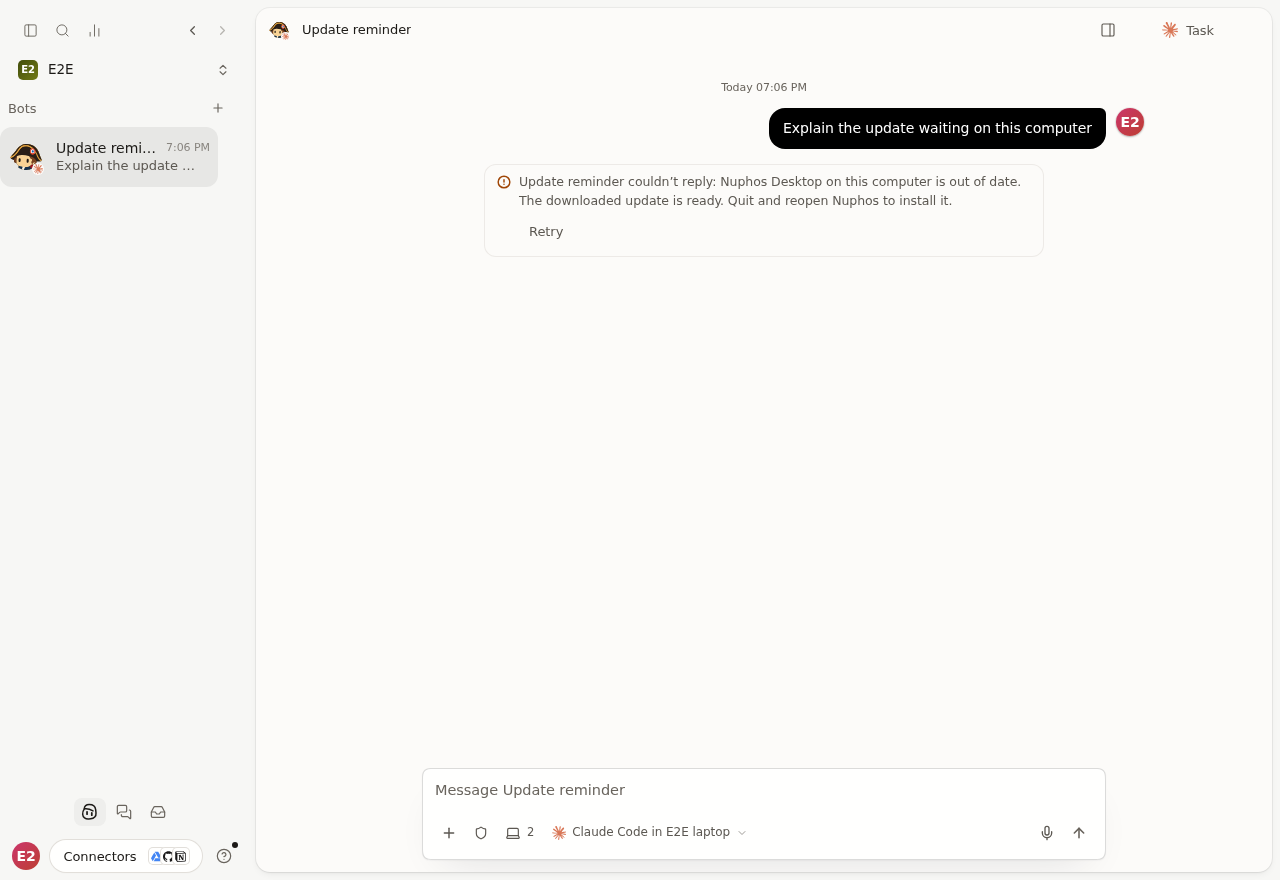 Update reminder
Task
E2 E2E
Bots
Update remi... 7:06 PM
Explain the update ...
Today 07:06 PM
Explain the update waiting on this computer
E2
Update reminder couldn’t reply: Nuphos Desktop on this computer is out of date.
The downloaded update is ready. Quit and reopen Nuphos to install it.
Retry
Message Update reminder
2 Claude Code in E2E laptop
E2 Connectors